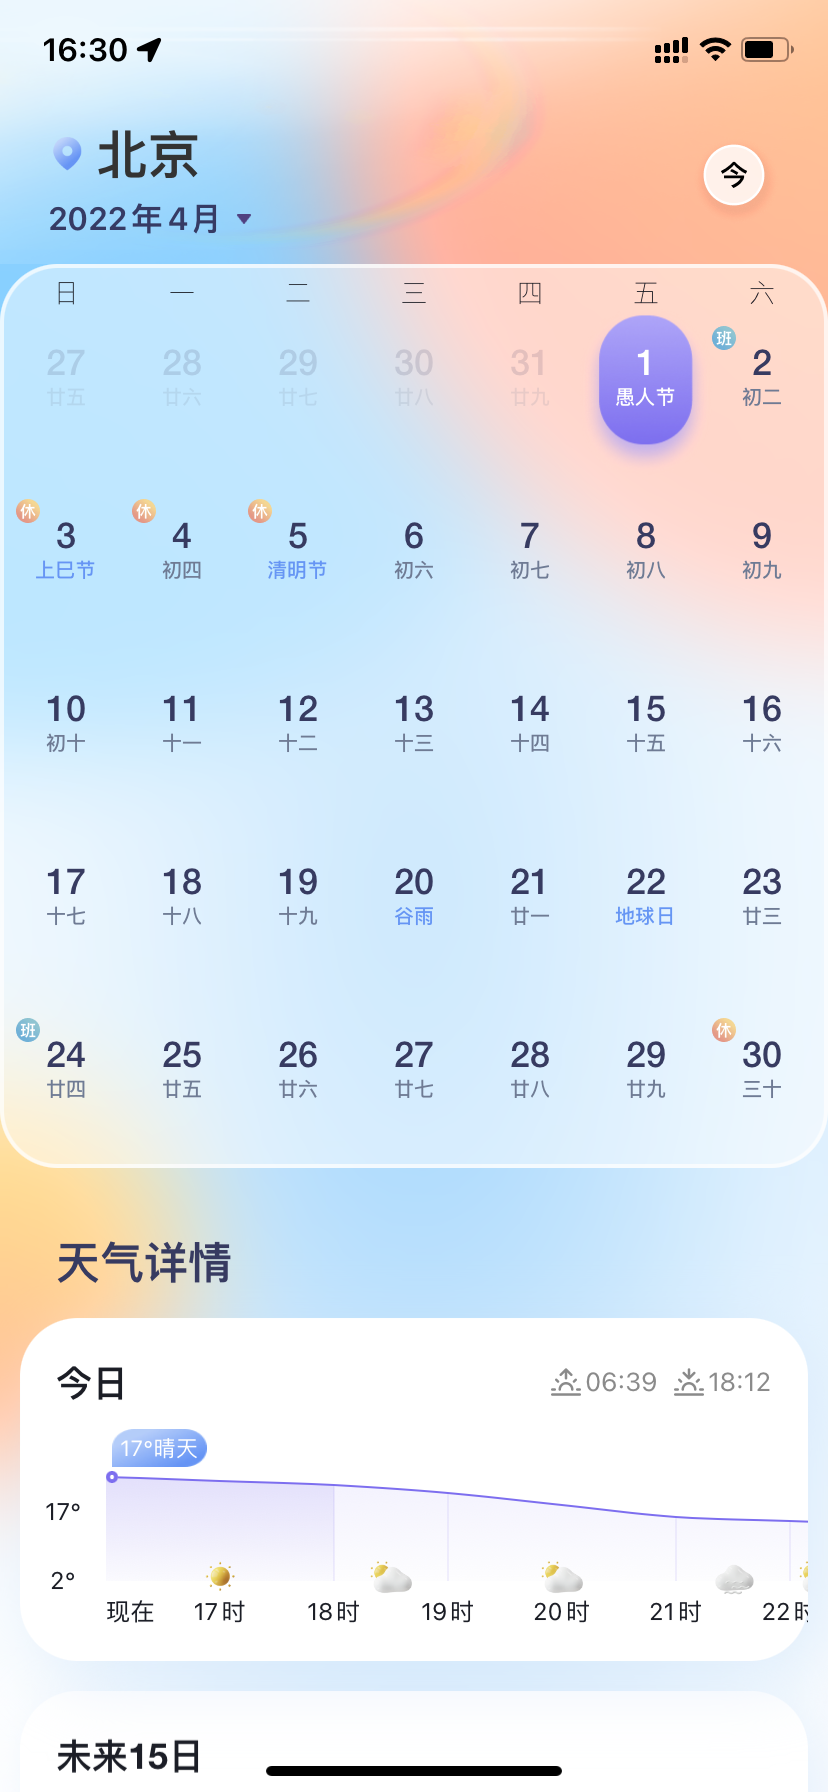 16:30
北京
2022年4月
今
日 一 二 三 四 五 六
班
27 28 29 30 31 1 2
廿五 廿六 廿七 廿八 廿九 愚人节 初二
休 休 休
3 4 5 6 7 8 9
上巳节 初四 清明节 初六 初七 初八 初九
10 11 12 13 14 15 16
初十 十一 十二 十三 十四 十五 十六
17 18 19 20 21 22 23
十七 十八 十九 谷雨 廿一 地球日 廿三
班 休
24 25 26 27 28 29 30
廿四 廿五 廿六 廿七 廿八 廿九 三十
天气详情
今日 06:39 18:12
17°晴天
17°
2°
现在 17时 18时 19时 20时 21时 22时
未来15日